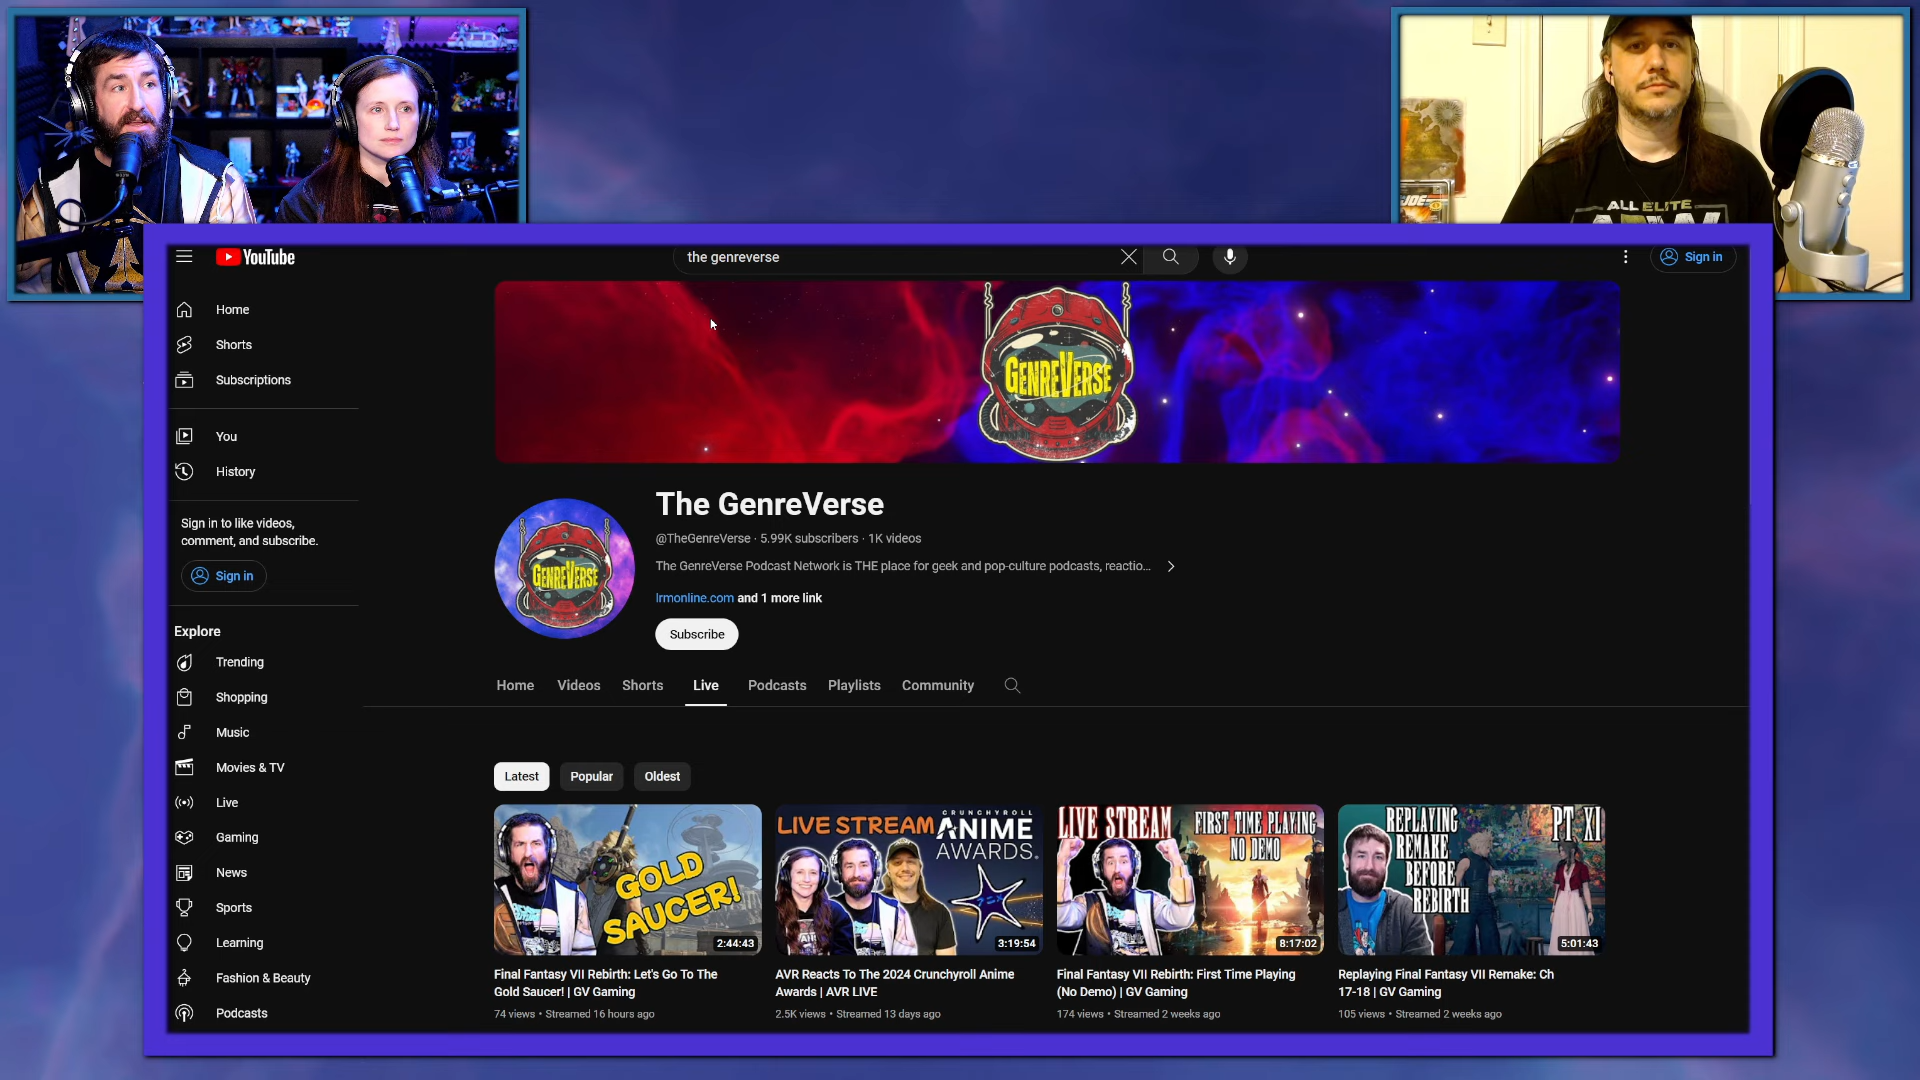 ALL ELITE
YouTube
the genreverse
Sign in
Home
Shorts
Subscriptions
You
History
Sign in to like videos,
comment, and subscribe.
Sign in
Explore
Trending
Shopping
Music
Movies & TV
Live
Gaming
News
Sports
Learning
Fashion & Beauty
Podcasts
GENREVERSE
GENREVERSE
The GenreVerse
@TheGenreVerse · 5.99K subscribers · 1K videos
The GenreVerse Podcast Network is THE place for geek and pop-culture podcasts, reactio...
lrmonline.com and 1 more link
Subscribe
Home Videos Shorts Live Podcasts Playlists Community
Latest Popular Oldest
GOLD
SAUCER!
2:44:43
Final Fantasy VII Rebirth: Let's Go To The
Gold Saucer! | GV Gaming
74 views • Streamed 16 hours ago
CRUNCHYROLL
LIVE STREAM ANIME
AWARDS.
3:19:54
AVR Reacts To The 2024 Crunchyroll Anime
Awards | AVR LIVE
2.5K views • Streamed 13 days ago
LIVE STREAM
FIRST TIME PLAYING
NO DEMO
8:17:02
Final Fantasy VII Rebirth: First Time Playing
(No Demo) | GV Gaming
174 views • Streamed 2 weeks ago
REPLAYING
REMAKE
BEFORE
REBIRTH
PT XI
5:01:43
Replaying Final Fantasy VII Remake: Ch
17-18 | GV Gaming
105 views • Streamed 2 weeks ago